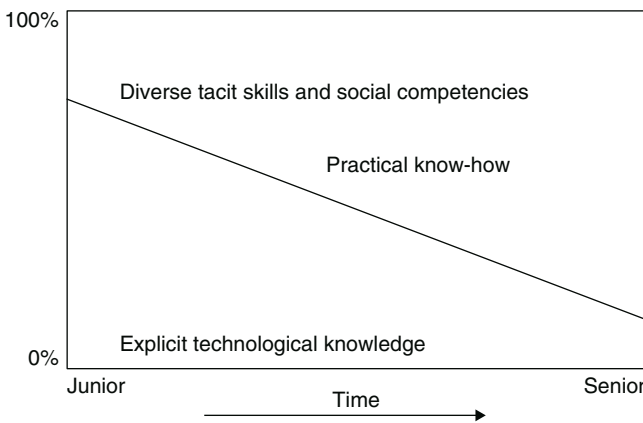 100%
Diverse tacit skills and social competencies
Practical know-how
Explicit technological knowledge
0%
Junior
Senior
Time